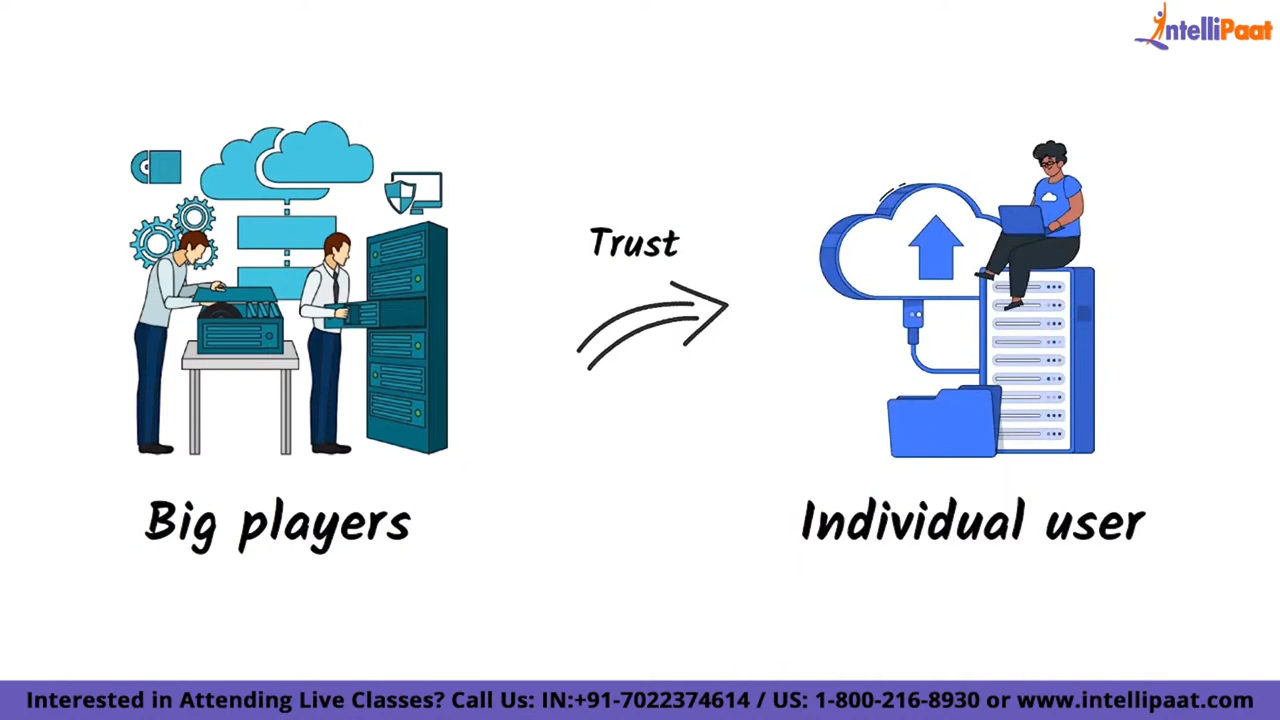 IntelliPaat
Trust
Big players
Individual user
Interested in Attending Live Classes? Call Us: IN:+91-7022374614 / US: 1-800-216-8930 or www.intellipaat.com